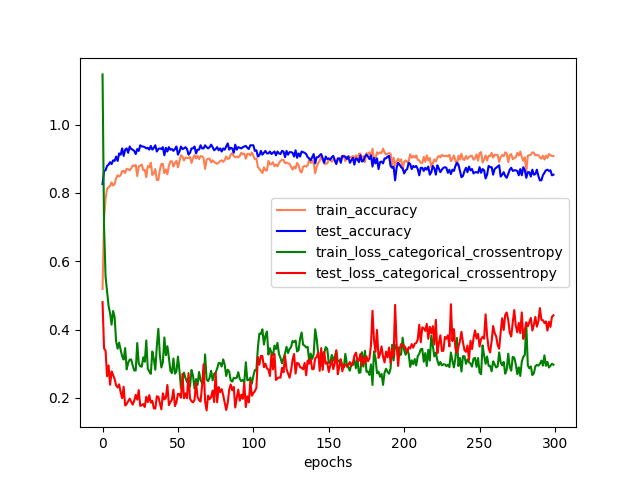 1.0
0.8
0.6
0.4
0.2
train_accuracy
test_accuracy
train_loss_categorical_crossentropy
test_loss_categorical_crossentropy
0 50 100 150 200 250 300
epochs